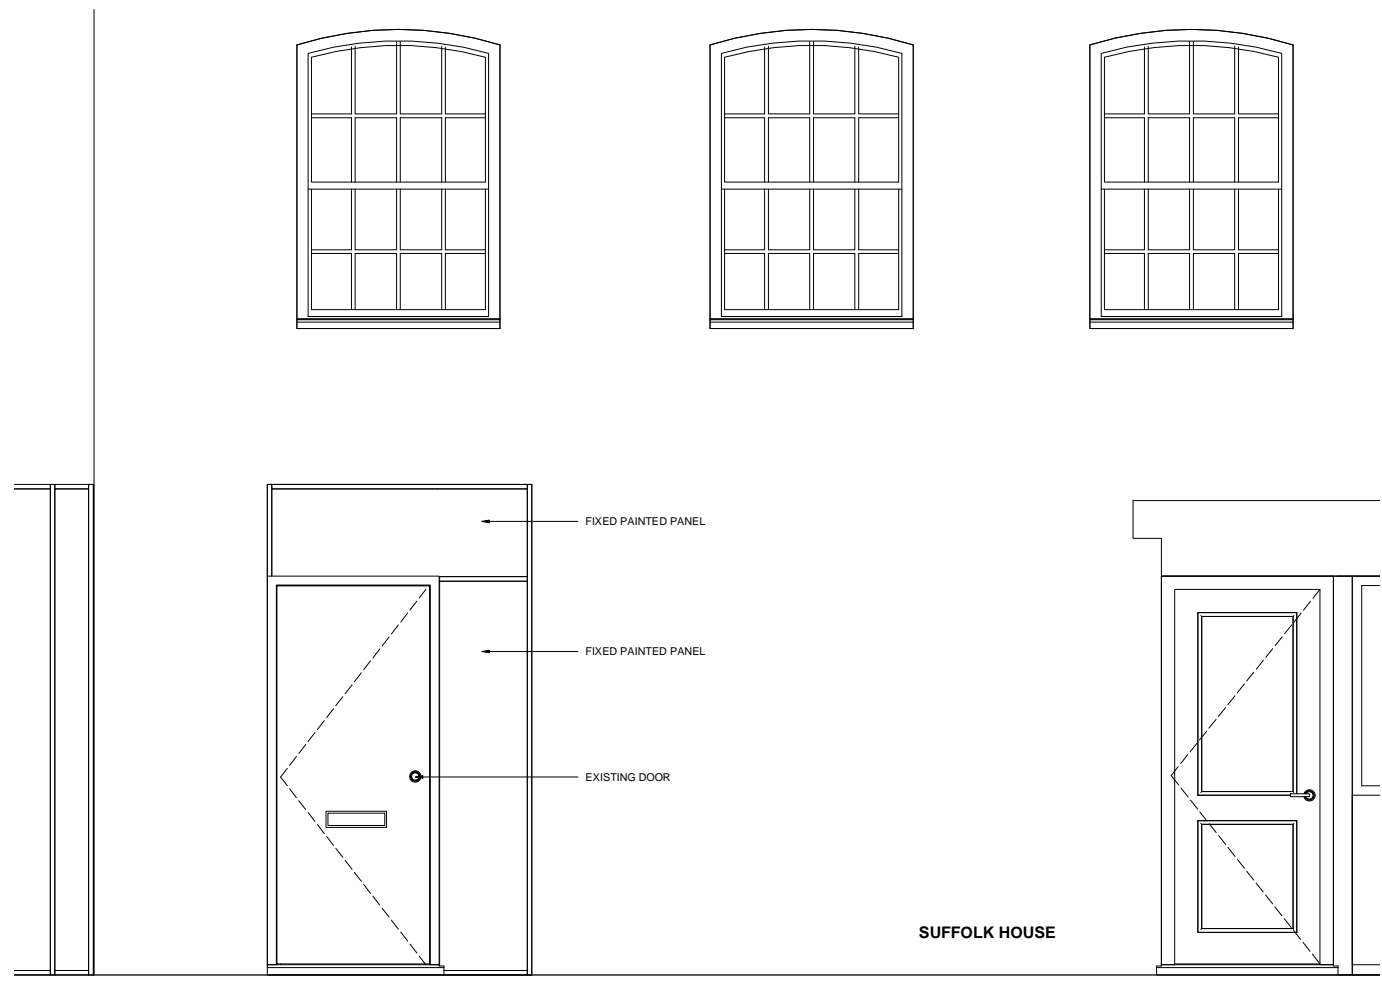 FIXED PAINTED PANEL
FIXED PAINTED PANEL
EXISTING DOOR
SUFFOLK HOUSE